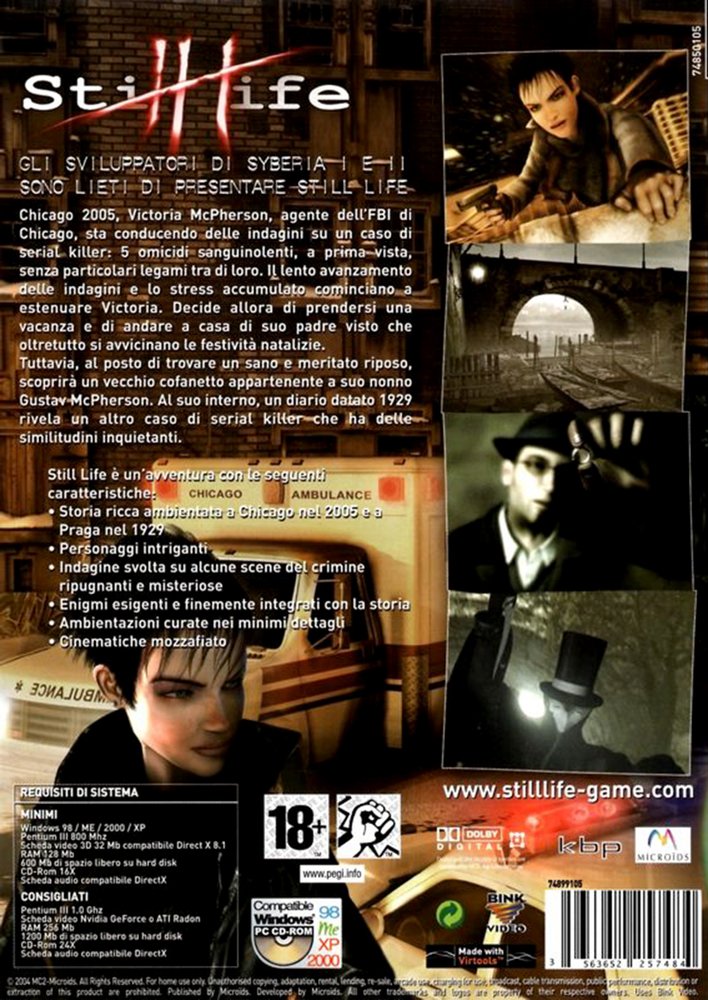 74850105
Still Life
GLI SVILUPPATORI DI SYBERIA I E II
SONO LIETI DI PRESENTARE STILL LIFE
Chicago 2005, Victoria McPherson, agente dell'FBI di
Chicago, sta conducendo delle indagini su un caso di
serial killer: 5 omicidi sanguinolenti, a prima vista,
senza particolari legami tra di loro. Il lento avanzamento
delle indagini e lo stress accumulato cominciano a
estenuare Victoria. Decide allora di prendersi una
vacanza e di andare a casa di suo padre visto che
oltretutto si avvicinano le festività natalizie.
Tuttavia, al posto di trovare un sano e meritato riposo,
scoprirà un vecchio cofanetto appartenente a suo nonno
Gustav McPherson. Al suo interno, un diario datato 1929
rivela un altro caso di serial killer che ha delle
similitudini inquietanti.
Still Life è un'avventura con le seguenti
caratteristiche:
• Storia ricca ambientata a Chicago nel 2005 e a
Praga nel 1929
• Personaggi intriganti
• Indagine svolta su alcune scene del crimine
ripugnanti e misteriose
• Enigmi esigenti e finemente integrati con la storia
• Ambientazioni curate nei minimi dettagli
• Cinematiche mozzafiato
CHICAGO AMBULANCE
AMBULANCE
www.stilllife-game.com
REQUISITI DI SISTEMA
MINIMI
Windows 98 / ME / 2000 / XP
Pentium III 800 Mhz
Scheda video 3D 32 Mb compatibile Direct X 8.1
RAM 128 Mb
600 Mb di spazio libero su hard disk
CD-Rom 16X
Scheda audio compatibile DirectX
CONSIGLIATI
Pentium III 1.0 Ghz
Scheda video Nvidia GeForce o ATI Radon
RAM 256 Mb
1200 Mb di spazio libero su hard disk
CD-Rom 24X
Scheda audio compatibile DirectX
18+
www.pegi.info
DOLBY
DIGITAL
kbp
MICROÏDS
Compatible
Windows
PC CD-ROM
98
Me
XP
2000
BINK
VIDEO
Made with
Virtools
74899105
3 563652 257484
© 2004 MC2-Microïds. All Rights Reserved. For home use only. Unauthorised copying, adaptation, rental, lending, re-sale, arcade use, charging for use, broadcast, cable transmission, public performance, distribution or
extraction of this product are prohibited. Published by Microïds. Developed by Microïds. All other trademarks and logos are property of their respective owners. Uses Bink Video.